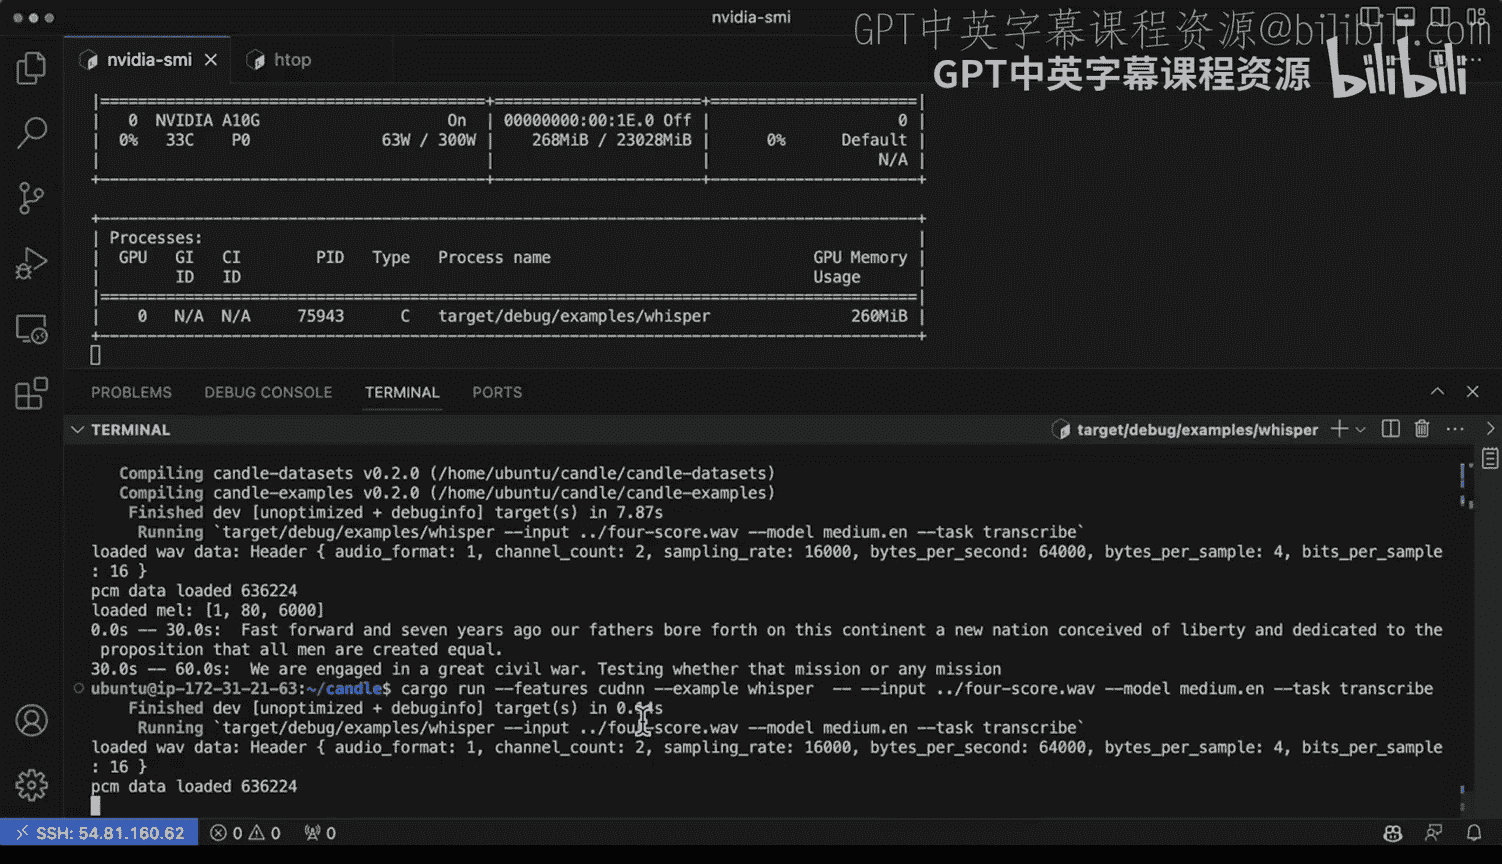 nvidia-smi
GPT中英字幕课程资源@bilibili.com
nvidia-smi
htop
GPT中英字幕课程资源 bilibili
0 NVIDIA A10G On | 00000000:00:1E.0 Off | 0
0% 33C P0 63W / 300W | 268MiB / 23028MiB | 0% Default
N/A
Processes:
GPU GI CI PID Type Process name GPU Memory
ID ID Usage
0 N/A N/A 75943 C target/debug/examples/whisper 260MiB
PROBLEMS DEBUG CONSOLE TERMINAL PORTS
TERMINAL
target/debug/examples/whisper
Compiling candle-datasets v0.2.0 (/home/ubuntu/candle/candle-datasets)
Compiling candle-examples v0.2.0 (/home/ubuntu/candle/candle-examples)
Finished dev [unoptimized + debuginfo] target(s) in 7.87s
Running `target/debug/examples/whisper --input ../four-score.wav --model medium.en --task transcribe`
loaded wav data: Header { audio_format: 1, channel_count: 2, sampling_rate: 16000, bytes_per_second: 64000, bytes_per_sample: 4, bits_per_sample
: 16 }
pcm data loaded 636224
loaded mel: [1, 80, 6000]
0.0s -- 30.0s: Fast forward and seven years ago our fathers bore forth on this continent a new nation conceived of liberty and dedicated to the
proposition that all men are created equal.
30.0s -- 60.0s: We are engaged in a great civil war. Testing whether that mission or any mission
ubuntu@ip-172-31-21-63:~/candle$ cargo run --features cudnn --example whisper -- --input ../four-score.wav --model medium.en --task transcribe
Finished dev [unoptimized + debuginfo] target(s) in
Running `target/debug/examples/whisper --input ../four-score.wav --model medium.en --task transcribe`
loaded wav data: Header { audio_format: 1, channel_count: 2, sampling_rate: 16000, bytes_per_second: 64000, bytes_per_sample: 4, bits_per_sample
: 16 }
pcm data loaded 636224
SSH: 54.81.160.62 0 0 0